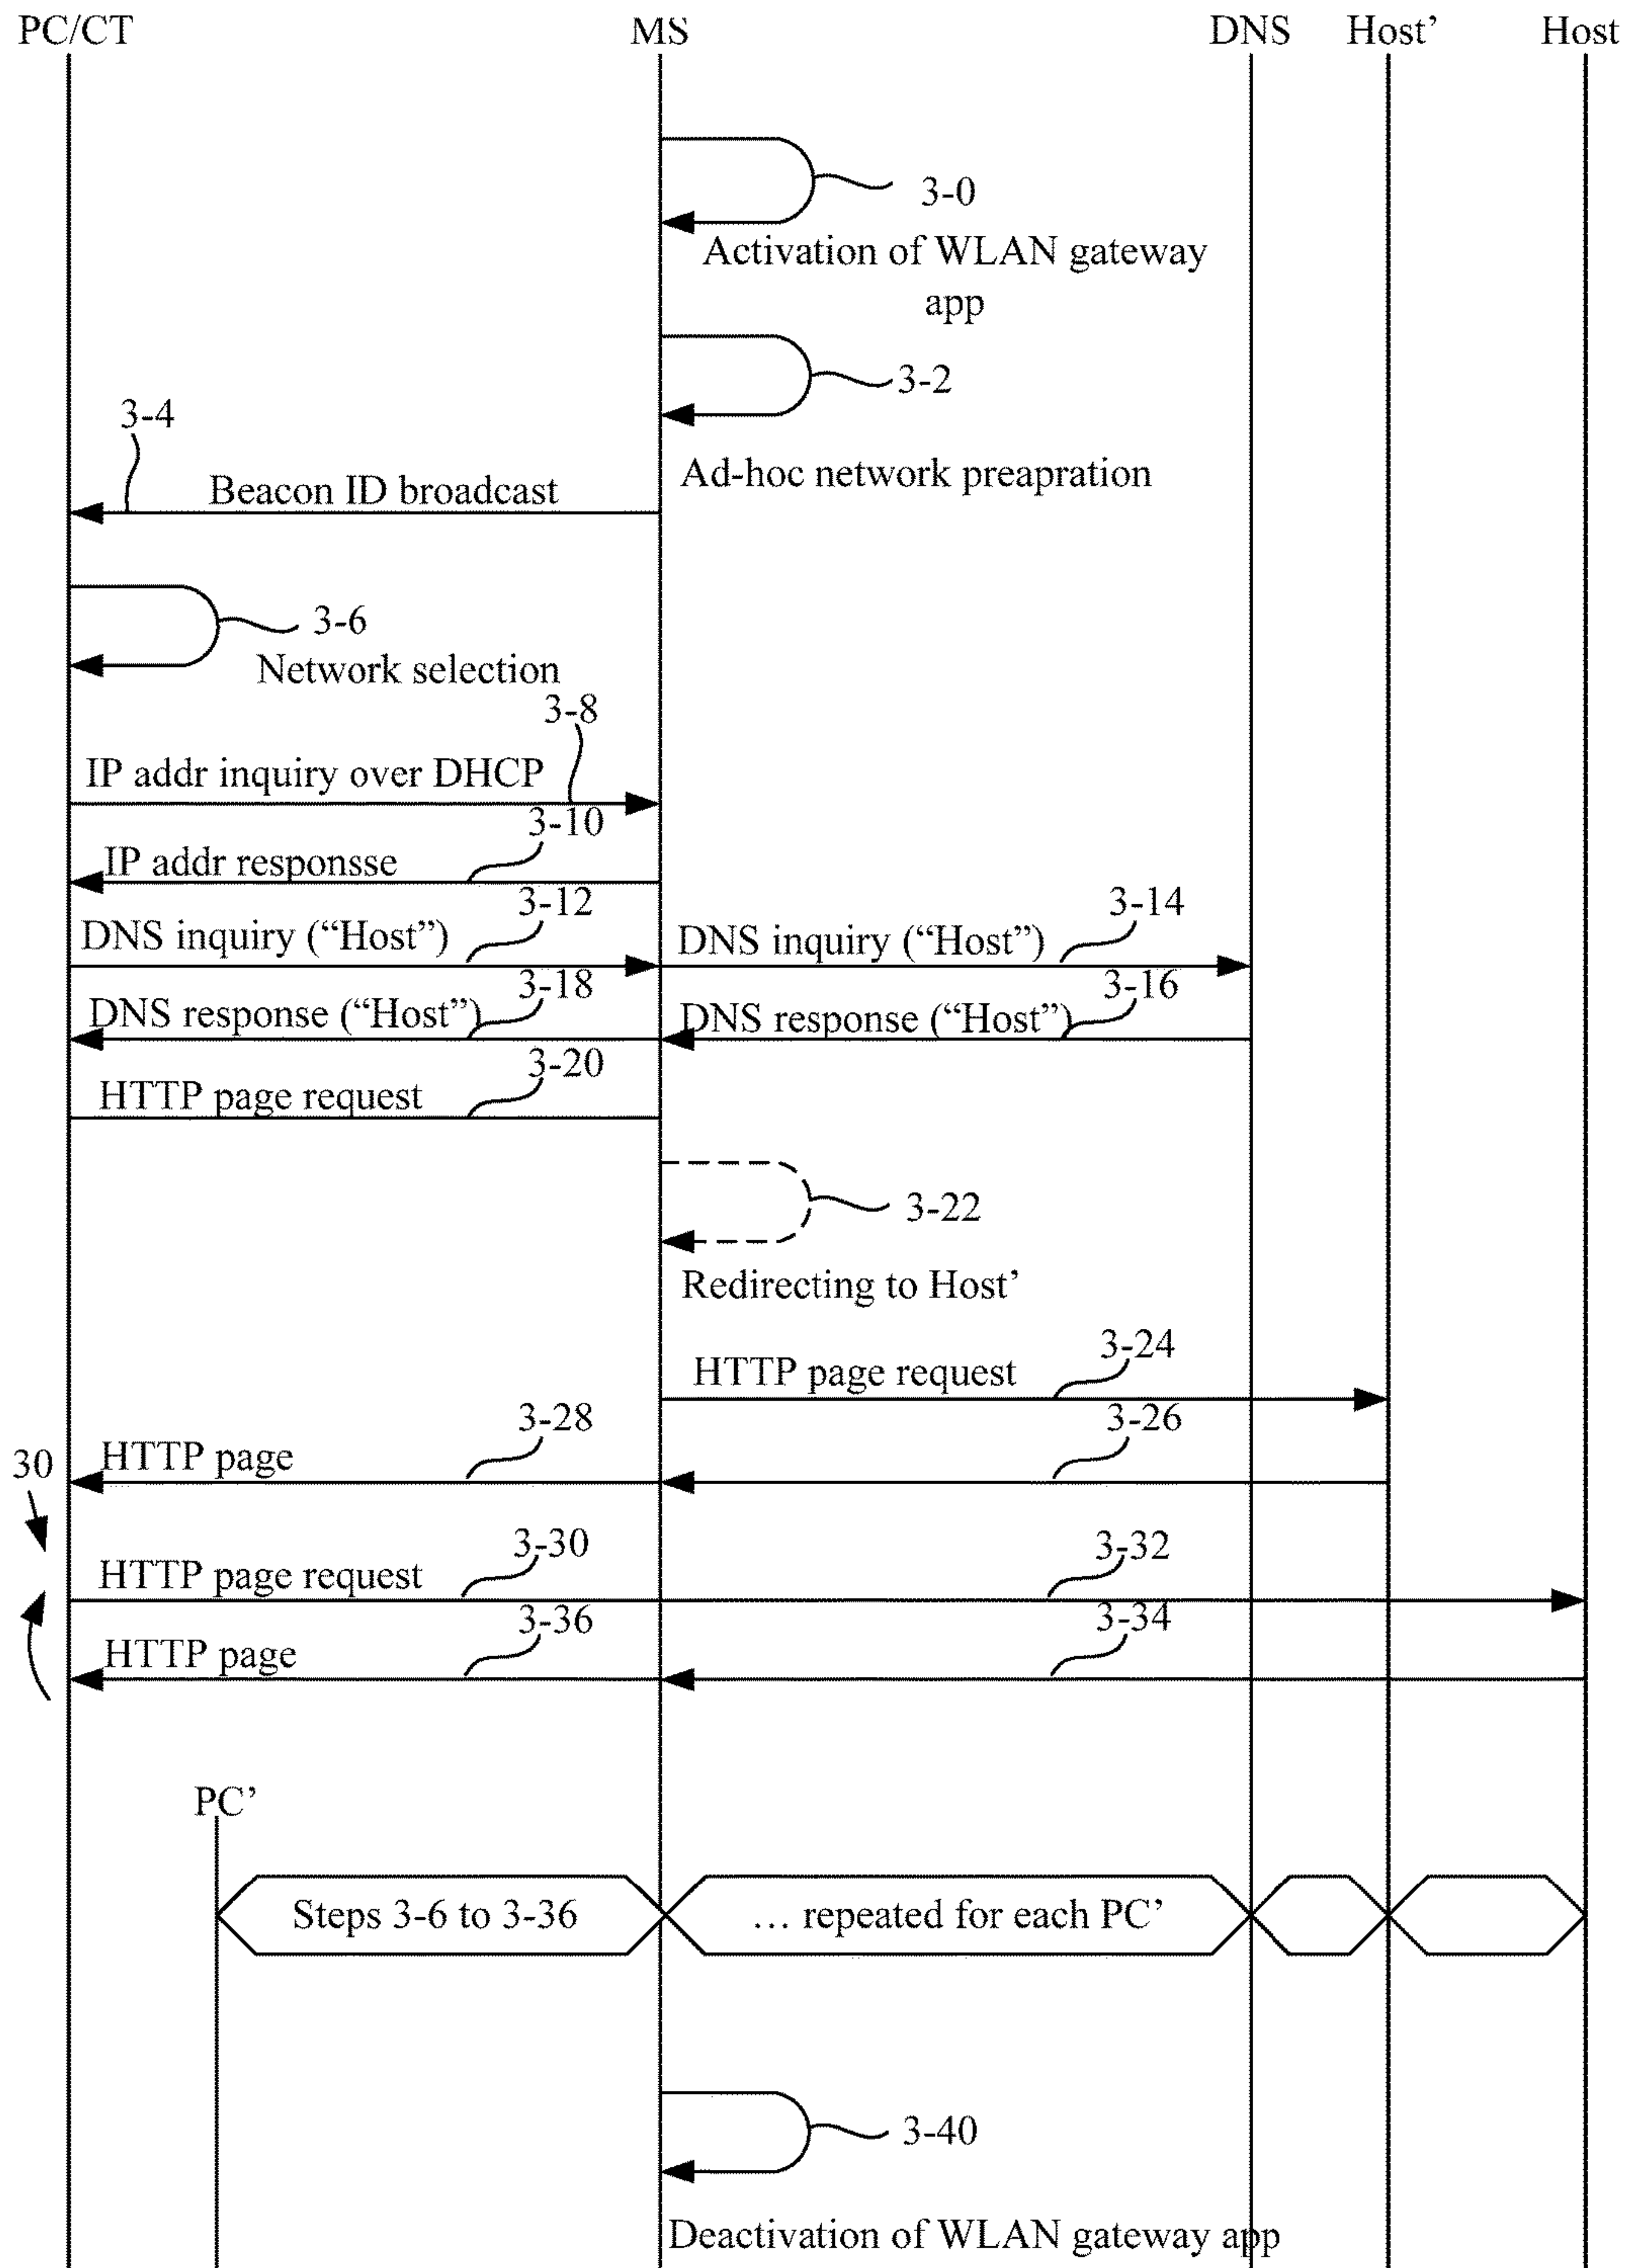 PC/CT MS DNS Host’ Host
3-0
Activation of WLAN gateway
app
3-2
3-4
Ad-hoc network preapration
Beacon ID broadcast
3-6
Network selection
3-8
IP addr inquiry over DHCP
3-10
IP addr responsse
3-12 3-14
DNS inquiry (“Host”) DNS inquiry (“Host”)
3-18 3-16
DNS response (“Host”) DNS response (“Host”)
3-20
HTTP page request
3-22
Redirecting to Host’
3-24
HTTP page request
3-28 3-26
30 HTTP page
3-30 3-32
HTTP page request
3-36 3-34
HTTP page
PC’
Steps 3-6 to 3-36 ... repeated for each PC’
3-40
Deactivation of WLAN gateway app